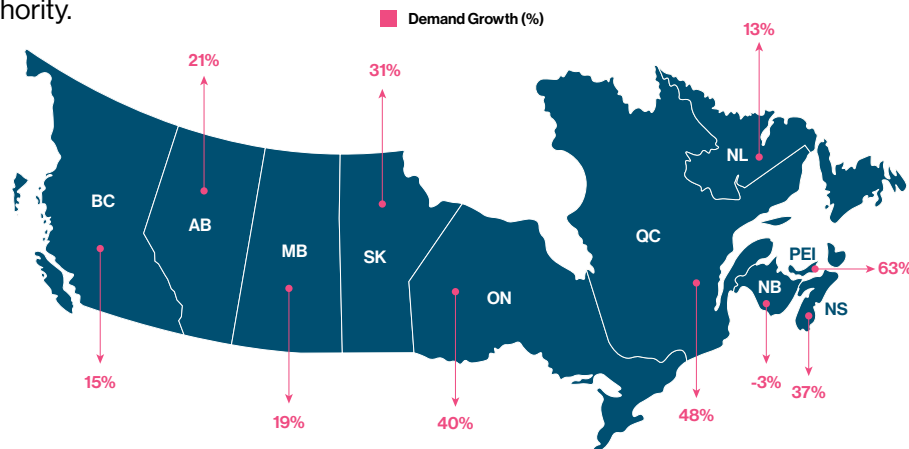 hority.
Demand Growth (%)
13%
21%
31%
NL
BC
AB
QC
MB
SK
PEI
63%
NB
ON
NS
15%
-3%
37%
19%
40%
48%